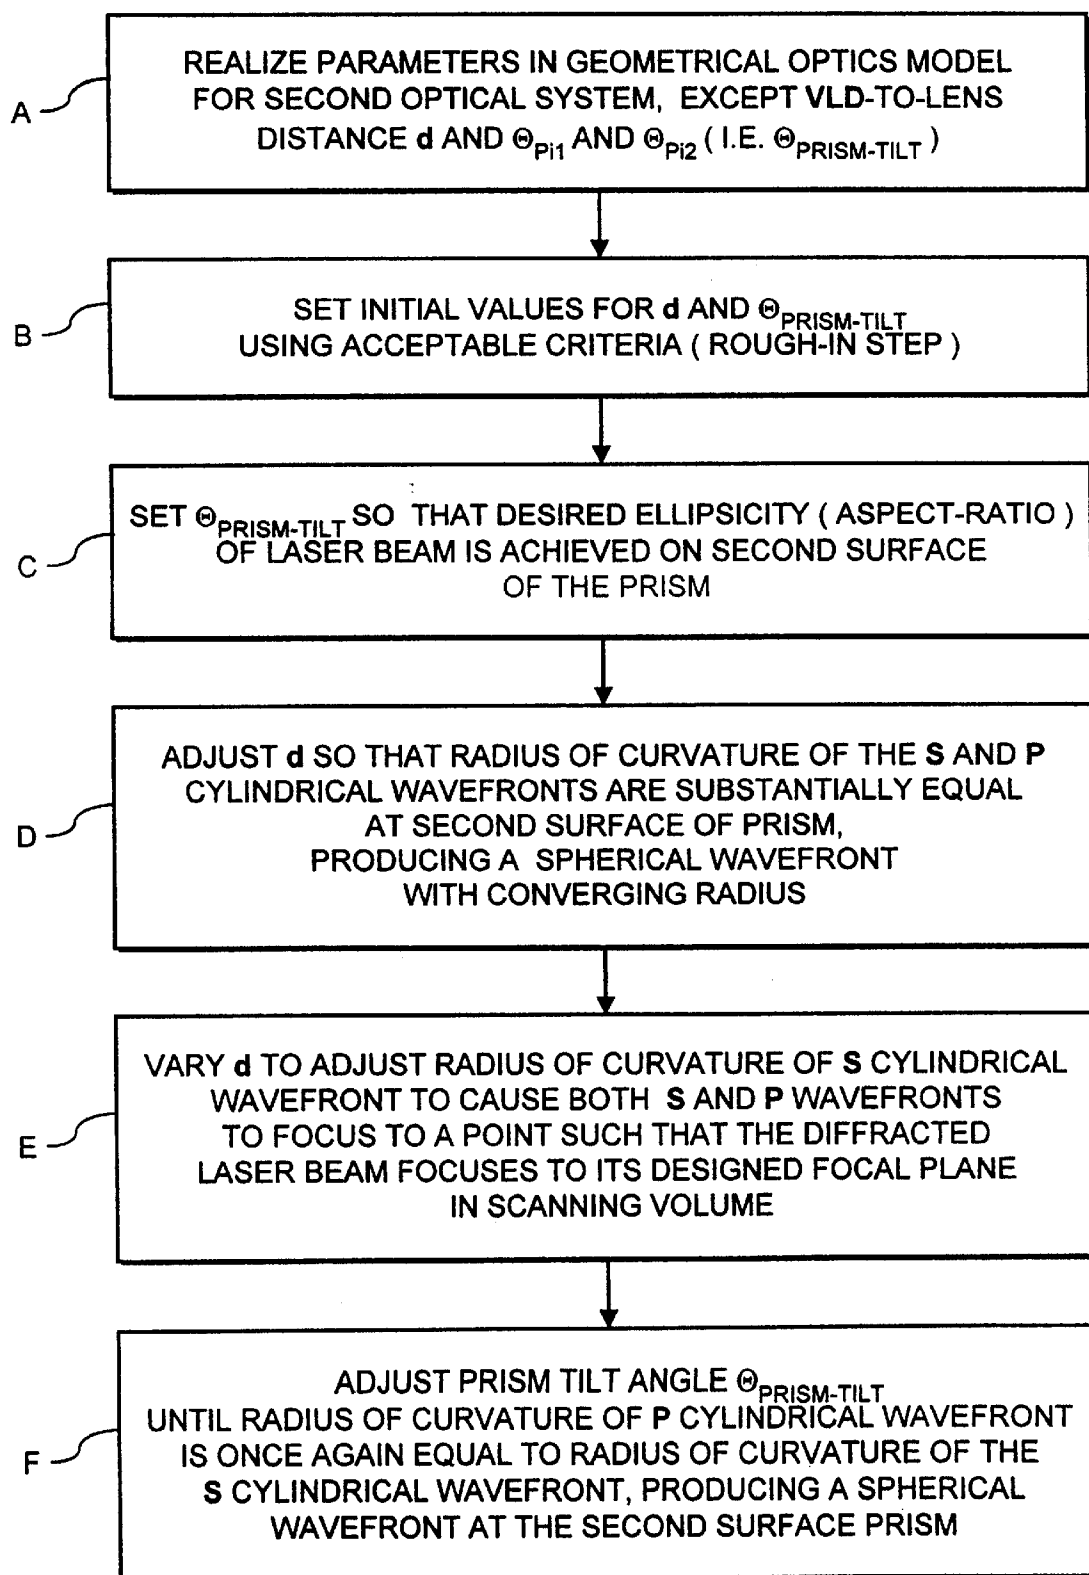 A
REALIZE PARAMETERS IN GEOMETRICAL OPTICS MODEL
FOR SECOND OPTICAL SYSTEM, EXCEPT VLD-TO-LENS
DISTANCE d AND ΘPi1 AND ΘPi2 ( I.E. ΘPRISM-TILT )
B
SET INITIAL VALUES FOR d AND ΘPRISM-TILT
USING ACCEPTABLE CRITERIA ( ROUGH-IN STEP )
C
SET ΘPRISM-TILT SO THAT DESIRED ELLIPSICITY ( ASPECT-RATIO )
OF LASER BEAM IS ACHIEVED ON SECOND SURFACE
OF THE PRISM
D
ADJUST d SO THAT RADIUS OF CURVATURE OF THE S AND P
CYLINDRICAL WAVEFRONTS ARE SUBSTANTIALLY EQUAL
AT SECOND SURFACE OF PRISM,
PRODUCING A SPHERICAL WAVEFRONT
WITH CONVERGING RADIUS
E
VARY d TO ADJUST RADIUS OF CURVATURE OF S CYLINDRICAL
WAVEFRONT TO CAUSE BOTH S AND P WAVEFRONTS
TO FOCUS TO A POINT SUCH THAT THE DIFFRACTED
LASER BEAM FOCUSES TO ITS DESIGNED FOCAL PLANE
IN SCANNING VOLUME
F
ADJUST PRISM TILT ANGLE ΘPRISM-TILT
UNTIL RADIUS OF CURVATURE OF P CYLINDRICAL WAVEFRONT
IS ONCE AGAIN EQUAL TO RADIUS OF CURVATURE OF THE
S CYLINDRICAL WAVEFRONT, PRODUCING A SPHERICAL
WAVEFRONT AT THE SECOND SURFACE PRISM